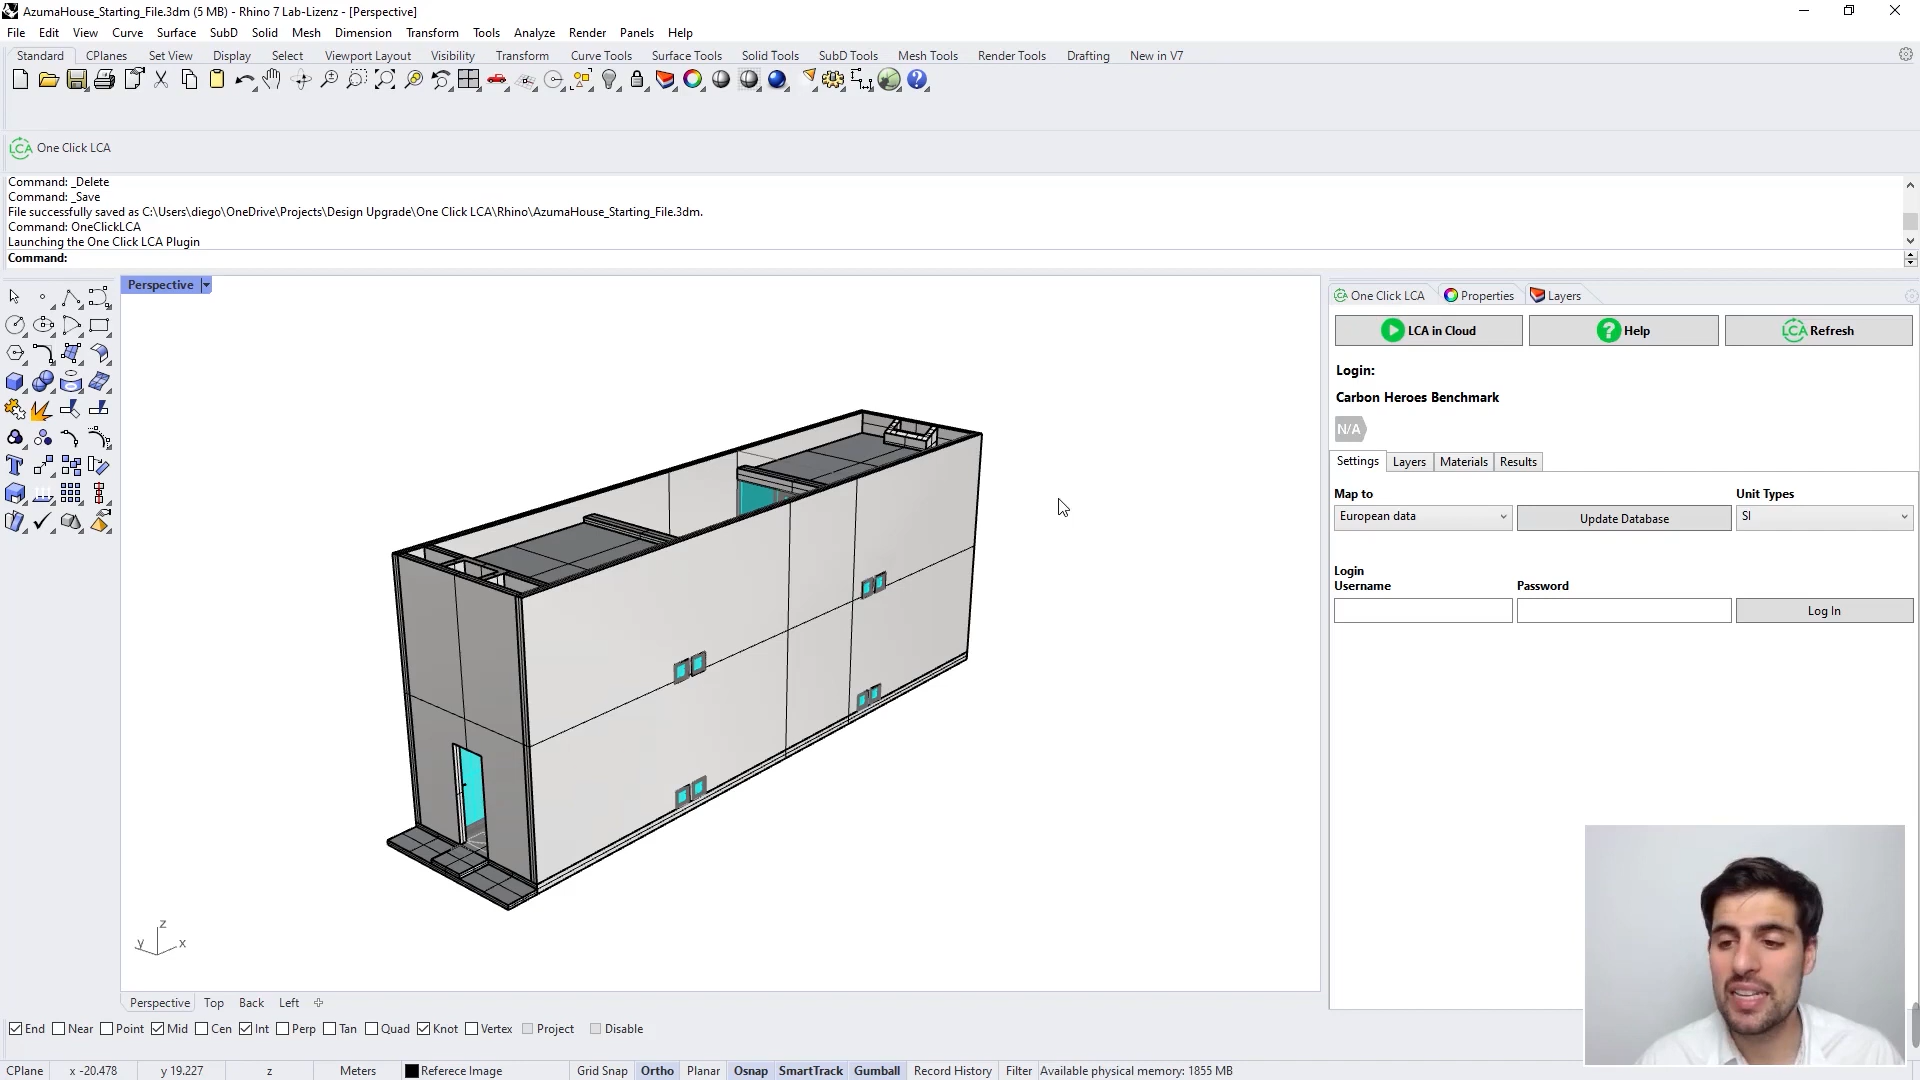 AzumaHouse_Starting_File.3dm (5 MB) - Rhino 7 Lab-Lizenz - [Perspective]
File Edit View Curve Surface SubD Solid Mesh Dimension Transform Tools Analyze Render Panels Help
Standard CPlanes Set View Display Select Viewport Layout Visibility Transform Curve Tools Surface Tools Solid Tools SubD Tools Mesh Tools Render Tools Drafting New in V7
LCA One Click LCA
Command: _Delete
Command: _Save
File successfully saved as C:\Users\diego\OneDrive\Projects\Design Upgrade\One Click LCA\Rhino\AzumaHouse_Starting_File.3dm.
Command: OneClickLCA
Launching the One Click LCA Plugin
Command:
Perspective
One Click LCA Properties Layers
LCA in Cloud ? Help LCA Refresh
Login:
Carbon Heroes Benchmark
N/A
Settings Layers Materials Results
Map to Unit Types
European data Update Database SI
Login
Username Password
Log In
z
y x
Perspective Top Back Left
End Near Point Mid Cen Int Perp Tan Quad Knot Vertex Project Disable
CPlane x -20.478 y 19.227 z Meters Referece Image Grid Snap Ortho Planar Osnap SmartTrack Gumball Record History Filter Available physical memory: 1855 MB